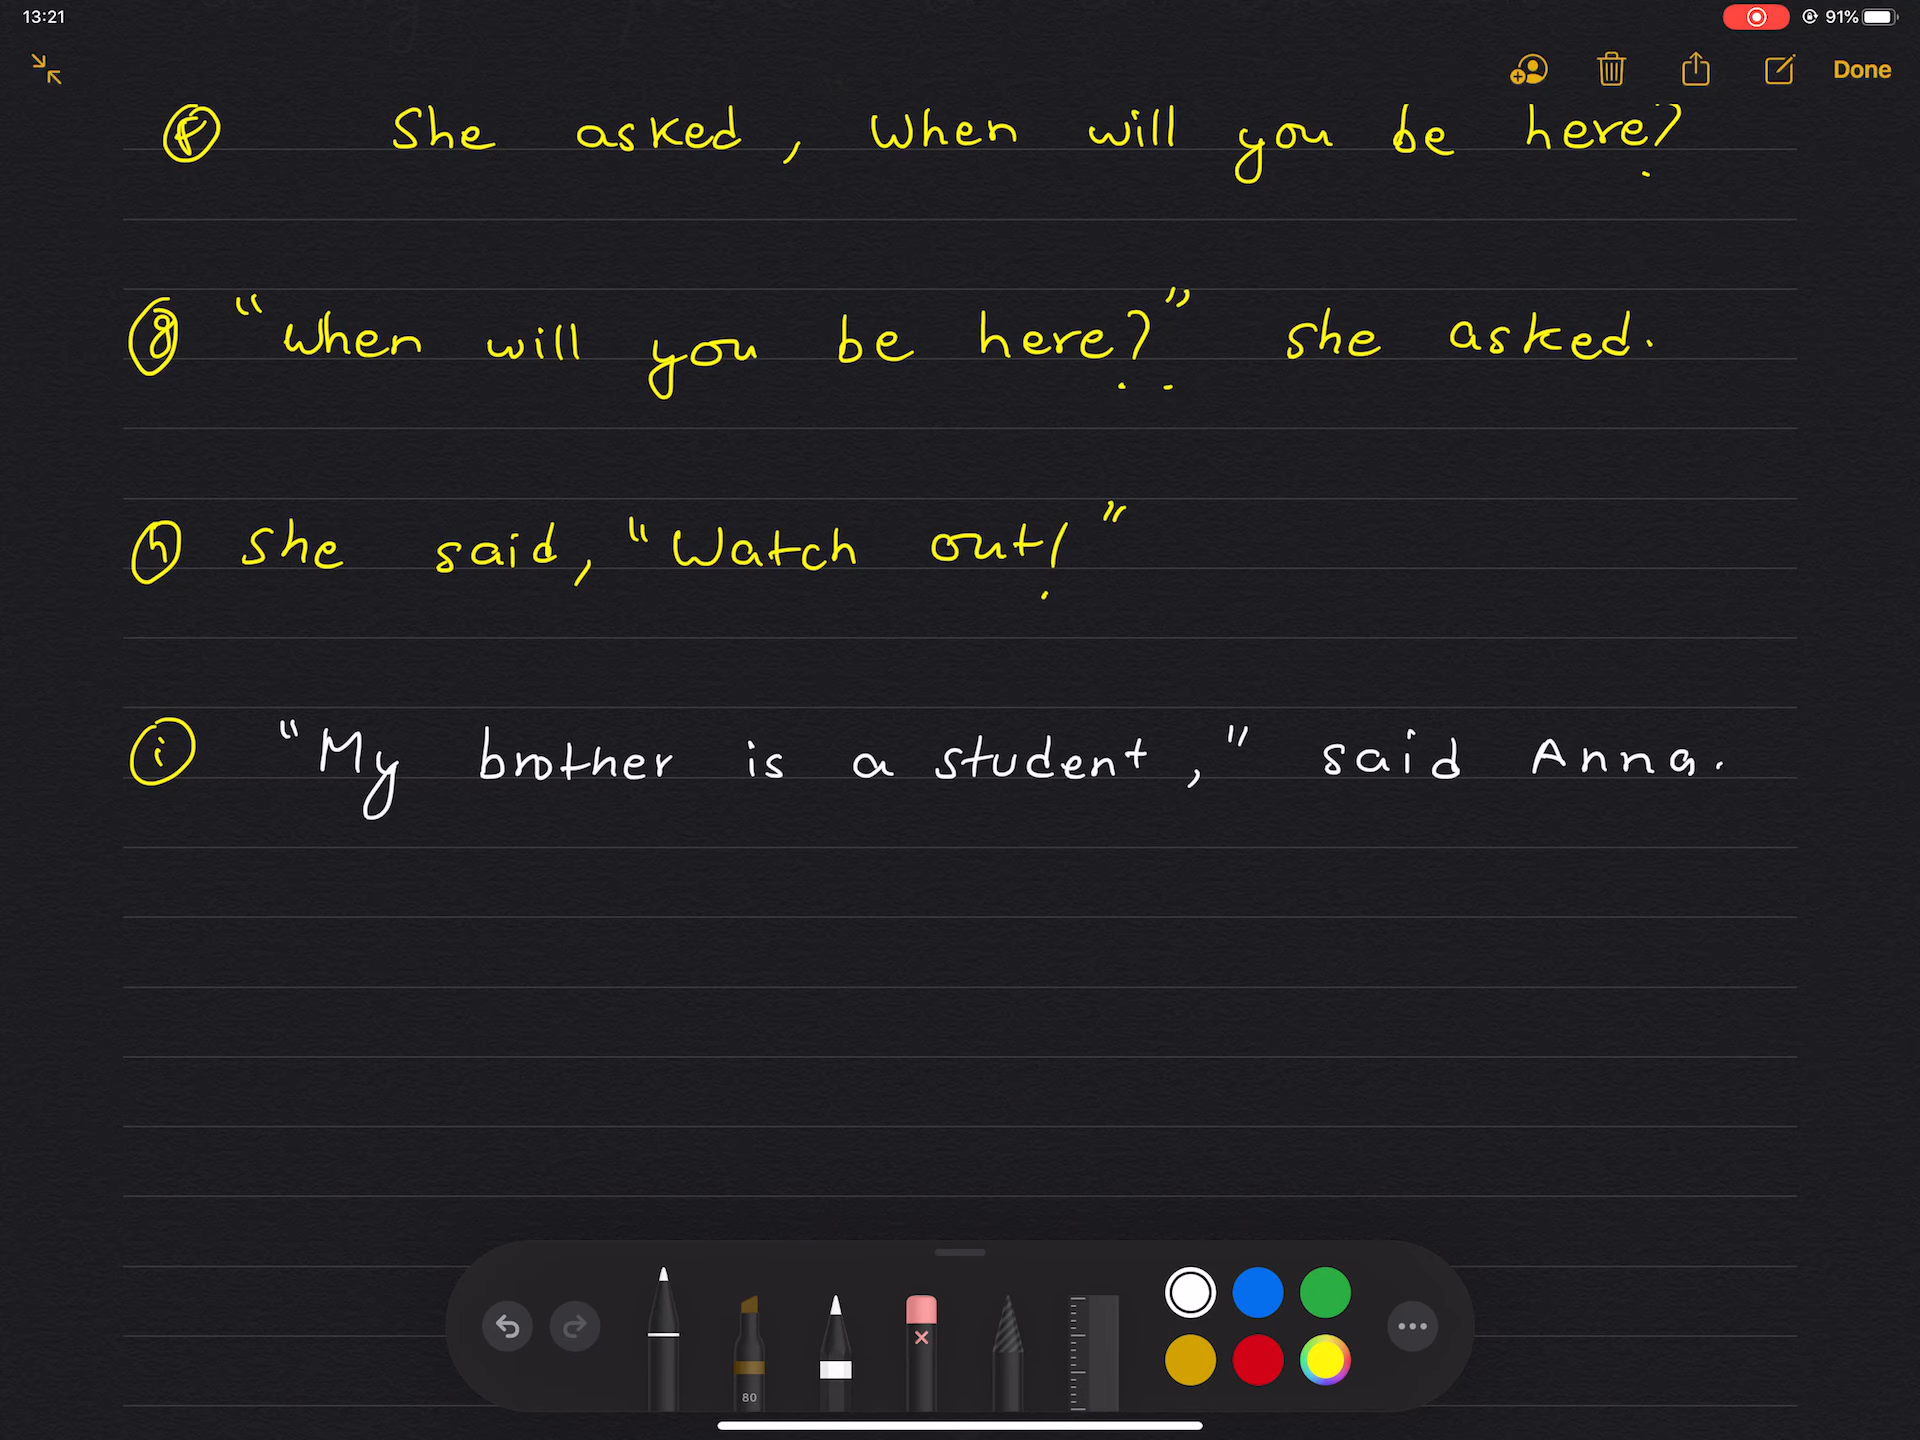 13:21
91%
Done
f She asked, When will you be here?
g "When will you be here?" she asked.
h She said, "Watch out!"
i "My brother is a student," said Anna.
80